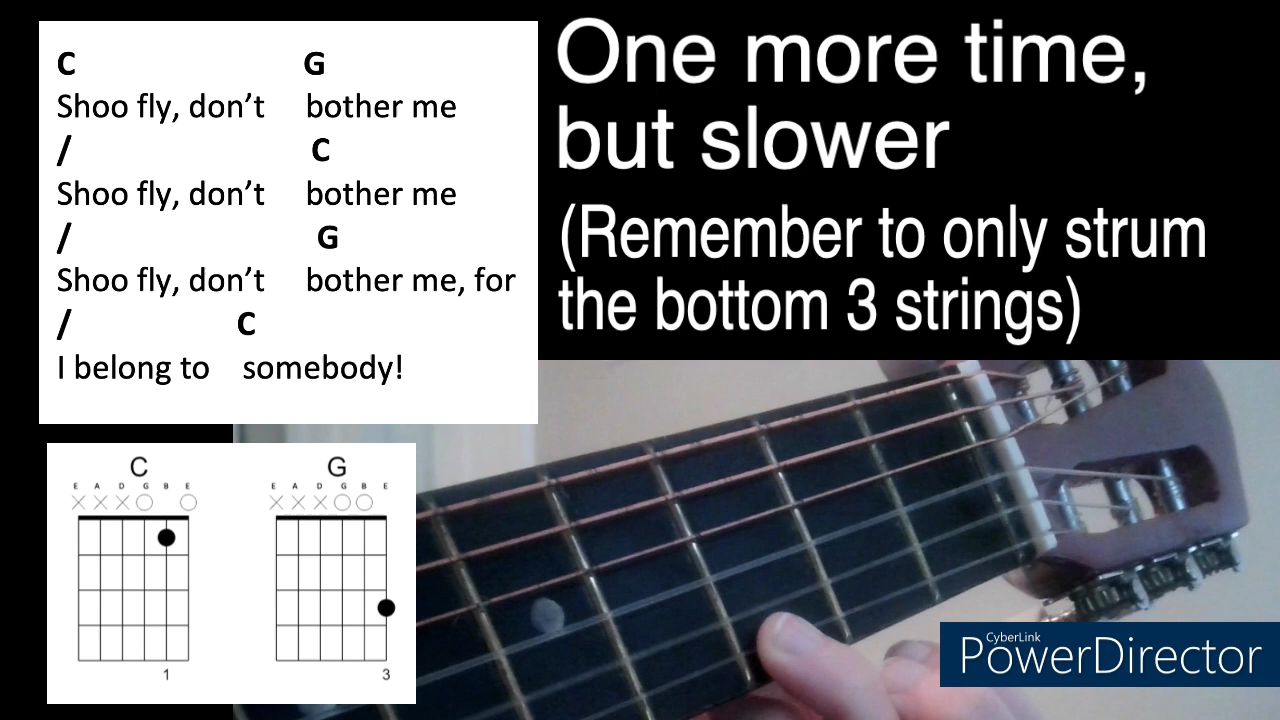 C G
Shoo fly, don’t bother me
/ C
Shoo fly, don’t bother me
/ G
Shoo fly, don’t bother me, for
/ C
I belong to somebody!
One more time,
but slower
(Remember to only strum
the bottom 3 strings)
C
E A D G B E
X X X O O
1
G
E A D G B E
X X X O O
3
CyberLink
PowerDirector